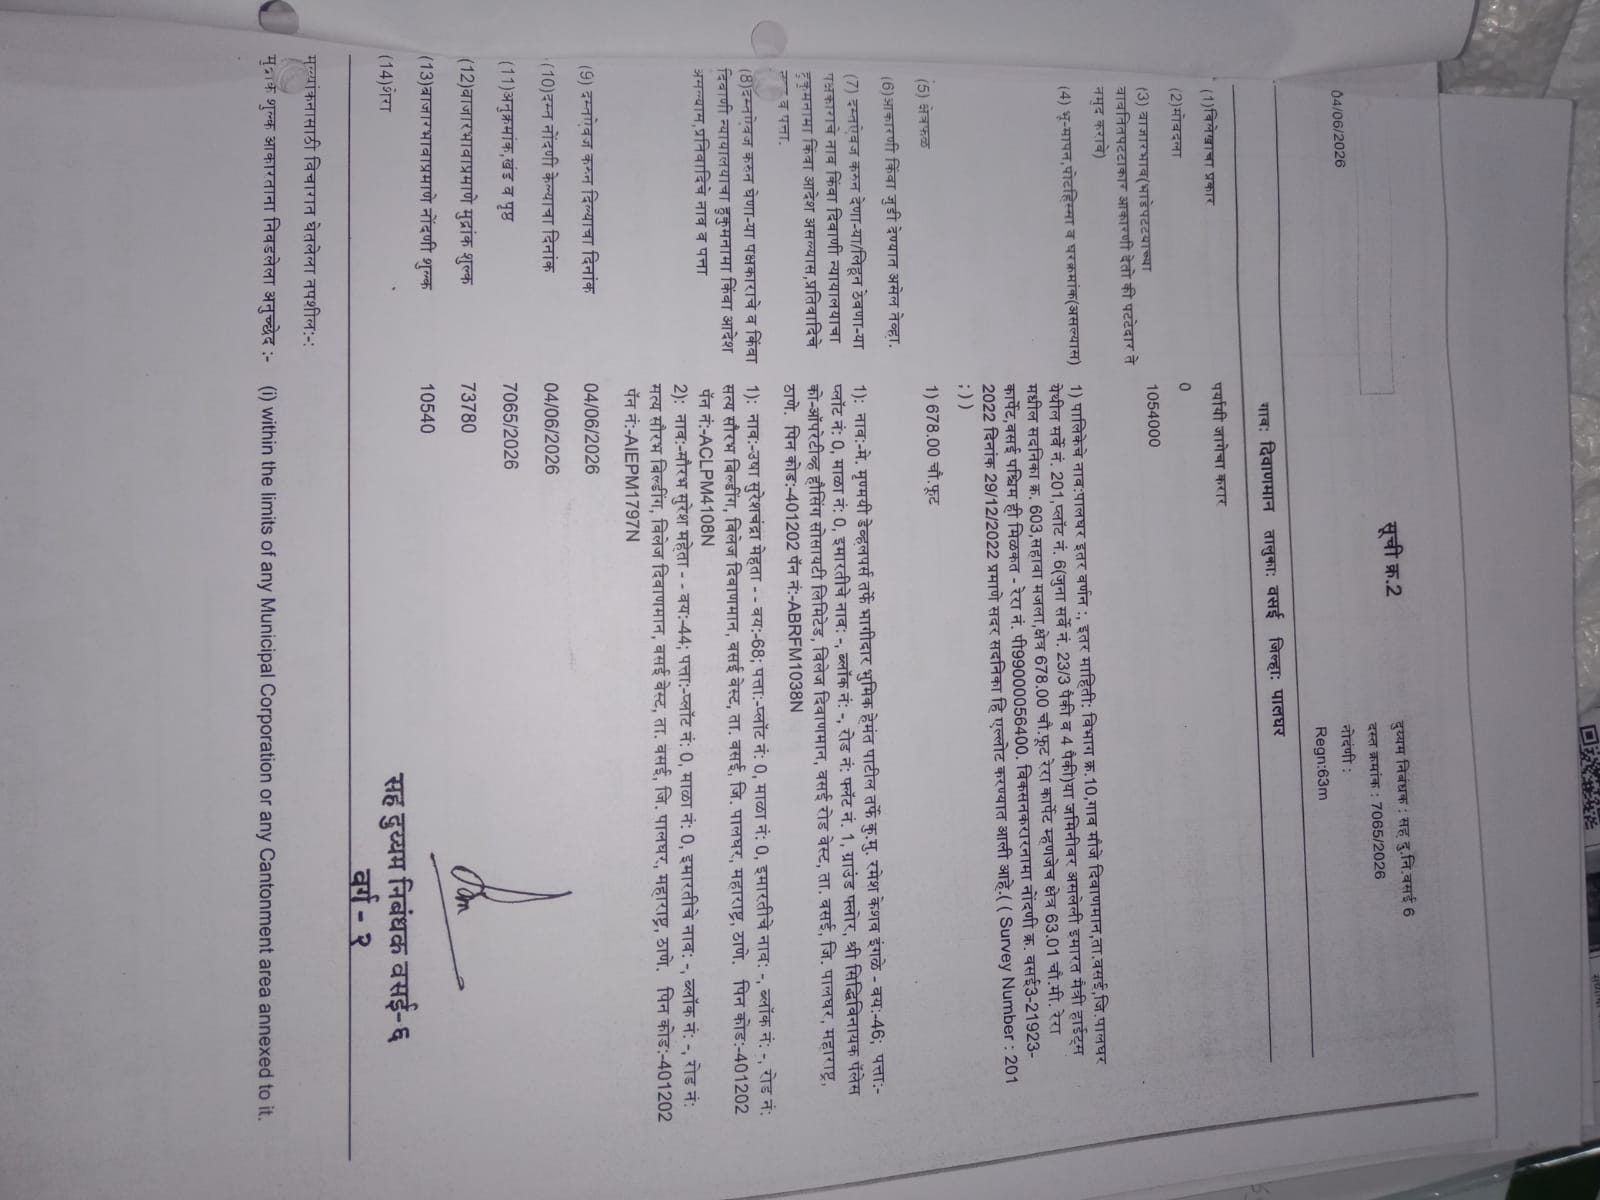 सूची क्र.2
दुय्यम निबंधक : सह दु.नि.वसई 6
दस्त क्रमांक : 7065/2026
नोदंणी :
Regn:63m
04/06/2026
गाव: दिवाणमान तालुका: वसई जिल्हा: पालघर
(1)विलेखाचा प्रकार पर्यायी जागेचा करार
(2)मोबदला 0
(3) बाजारभाव(भाडेपटटयाच्या 1054000
बाबतितपटटाकार आकारणी देतो की पटटेदार ते
नमुद करावे)
(4) भू-मापन,पोटहिस्सा व घरक्रमांक(असल्यास) 1) पालिकेचे नाव:पालघर इतर वर्णन :, इतर माहिती: विभाग क्र.10,गाव मौजे दिवाणमान,ता.वसई,जि.पालघर
येथील सर्वे नं. 201,प्लॉट नं. 6(जुना सर्वे नं. 23/3 पैकी व 4 पैकी)या जमिनीवर असलेली इमारत मैत्री हाईट्स
मधील सदनिका क्र. 603,सहावा मजला,क्षेत्र 678.00 चौ.फूट रेरा कार्पेट म्हणजेच क्षेत्र 63.01 चौ.मी. रेरा
कार्पेट,वसई पश्चिम ही मिळकत - रेरा नं. पी99000056400. विकसनकरारनामा नोंदणी क्र. वसई3-21923-
2022 दिनांक 29/12/2022 प्रमाणे सदर सदनिका हि एल्लोट करण्यात आली आहे.( ( Survey Number : 201
; ) )
(5) क्षेत्रफळ 1) 678.00 चौ.फूट
(6)आकारणी किंवा जुडी देण्यात असेल तेव्हा.
(7) दस्तऐवज करुन देणा-या/लिहून ठेवणा-या 1): नाव:-मे. मृण्मयी डेव्हलपर्स तर्फे भागीदार भुमिक हेमंत पाटील तर्फे कु.मु. रमेश केशव इंगळे - वय:-46; पत्ता:-
पक्षकाराचे नाव किंवा दिवाणी न्यायालयाचा प्लॉट नं: 0, माळा नं: 0, इमारतीचे नाव: -, ब्लॉक नं: -, रोड नं: फ्लॅट नं. 1, ग्राउंड फ्लोर, श्री सिद्धिविनायक पॅलेस
हुकुमनामा किंवा आदेश असल्यास,प्रतिवादिचे को-ऑपरेटीव्ह हौसिंग सोसायटी लिमिटेड, विलेज दिवाणमान, वसई रोड वेस्ट, ता. वसई, जि. पालघर, महाराष्ट्र,
व पत्ता. ठाणे. पिन कोड:-401202 पॅन नं:-ABRFM1038N
(8)दस्तऐवज करुन घेणा-या पक्षकाराचे व किंवा 1): नाव:-उषा सुरेशचंद्रा मेहता - - वय:-68; पत्ता:-प्लॉट नं: 0, माळा नं: 0, इमारतीचे नाव: -, ब्लॉक नं: -, रोड नं:
दिवाणी न्यायालयाचा हुकुमनामा किंवा आदेश सत्य सौरभ बिल्डींग, विलेज दिवाणमान, वसई वेस्ट, ता. वसई, जि. पालघर, महाराष्ट्र, ठाणे. पिन कोड:-401202
असल्यास,प्रतिवादिचे नाव व पत्ता पॅन नं:-ACLPM4108N
2): नाव:-सौरभ सुरेश महेता - - वय:-44; पत्ता:-प्लॉट नं: 0, माळा नं: 0, इमारतीचे नाव: -, ब्लॉक नं: -, रोड नं:
सत्य सौरभ बिल्डींग, विलेज दिवाणमान, वसई वेस्ट, ता. वसई, जि. पालघर, महाराष्ट्र, ठाणे. पिन कोड:-401202
पॅन नं:-AIEPM1797N
(9) दस्तऐवज करुन दिल्याचा दिनांक 04/06/2026
(10)दस्त नोंदणी केल्याचा दिनांक 04/06/2026
(11)अनुक्रमांक,खंड व पृष्ठ 7065/2026
(12)बाजारभावाप्रमाणे मुद्रांक शुल्क 73780
(13)बाजारभावाप्रमाणे नोंदणी शुल्क 10540
(14)शेरा
सह दुय्यम निबंधक वसई-६
वर्ग - २
मुल्यांकनासाठी विचारात घेतलेला तपशील:-:
मुद्रांक शुल्क आकारताना निवडलेला अनुच्छेद :- (i) within the limits of any Municipal Corporation or any Cantonment area annexed to it.